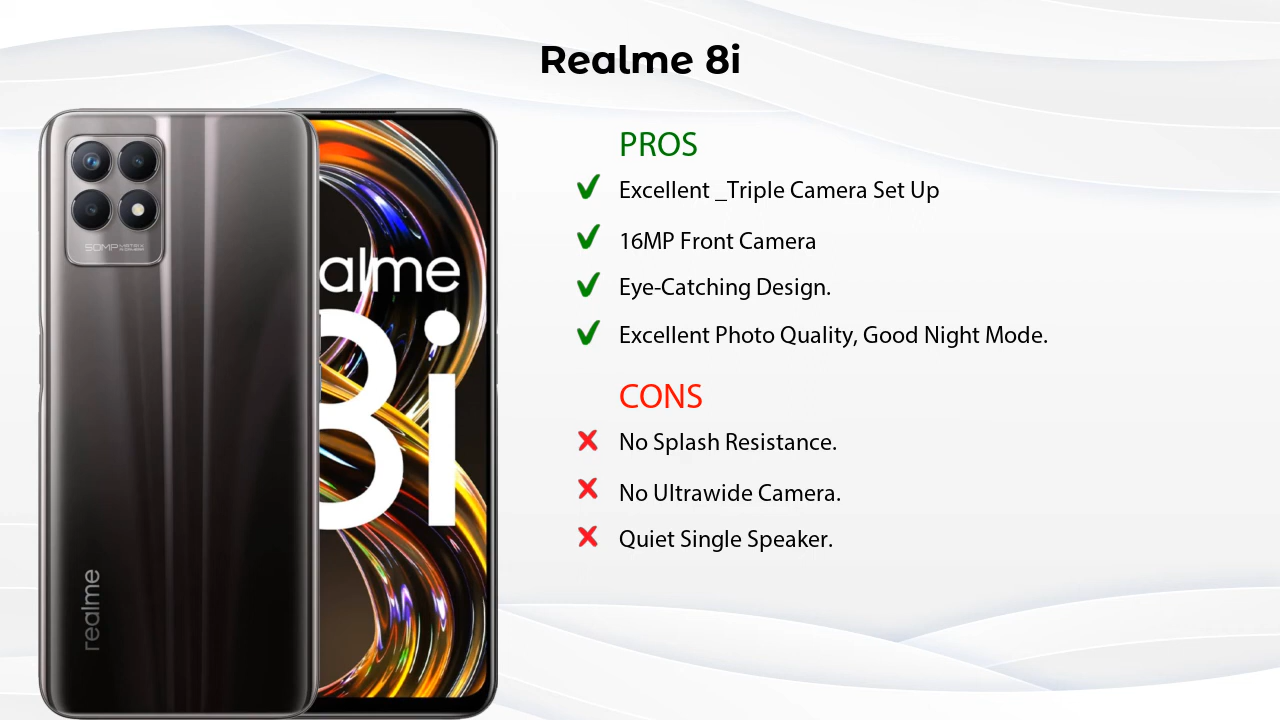 Realme 8i
PROS
Excellent _Triple Camera Set Up
16MP Front Camera
Eye-Catching Design.
Excellent Photo Quality, Good Night Mode.
CONS
No Splash Resistance.
No Ultrawide Camera.
Quiet Single Speaker.
50MP
alme
8i
realme